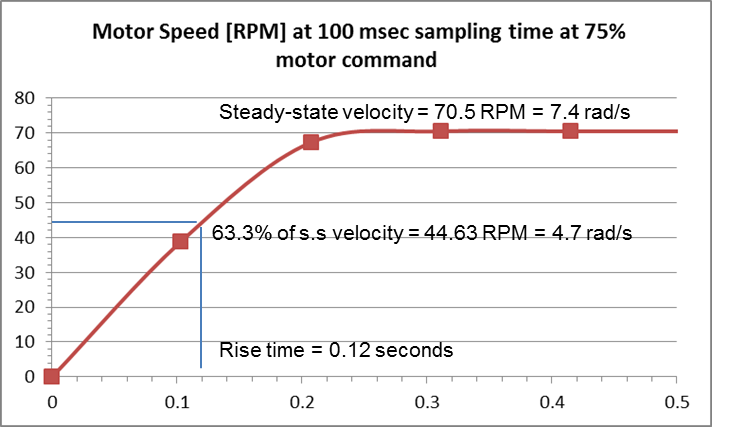 Motor Speed [RPM] at 100 msec sampling time at 75%
motor command
80
Steady-state velocity = 70.5 RPM = 7.4 rad/s
70
60
50
63.3% of s.s velocity = 44.63 RPM = 4.7 rad/s
40
30
20
10
Rise time = 0.12 seconds
0
0 0.1 0.2 0.3 0.4 0.5